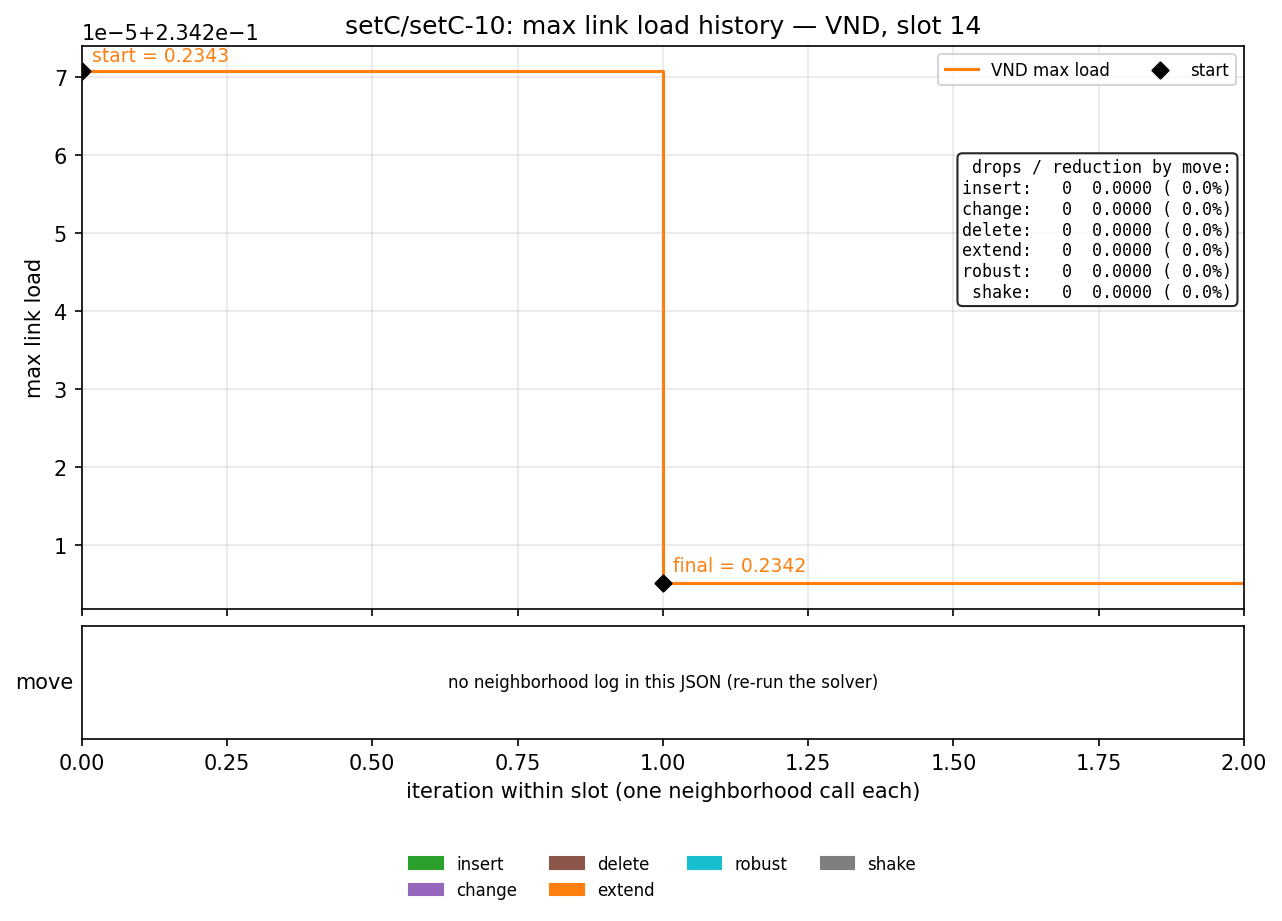 setC/setC-10: max link load history — VND, slot 14
1e−5+2.342e−1
start = 0.2343
VND max load
start
drops / reduction by move:
insert:   0  0.0000 ( 0.0%)
change:   0  0.0000 ( 0.0%)
delete:   0  0.0000 ( 0.0%)
extend:   0  0.0000 ( 0.0%)
robust:   0  0.0000 ( 0.0%)
shake:   0  0.0000 ( 0.0%)
7
6
5
4
3
2
1
max link load
final = 0.2342
move
no neighborhood log in this JSON (re-run the solver)
0.00 0.25 0.50 0.75 1.00 1.25 1.50 1.75 2.00
iteration within slot (one neighborhood call each)
insert delete robust shake
change extend